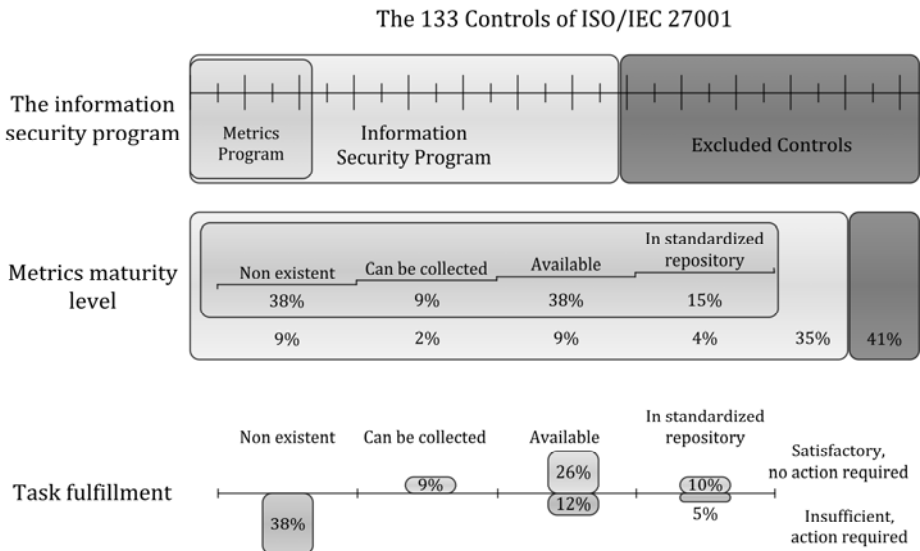 The 133 Controls of ISO/IEC 27001
The information
security program
Metrics
Program
Information
Security Program
Excluded Controls
Metrics maturity
level
Non existent
Can be collected
Available
In standardized
repository
38%
9%
38%
15%
9%
2%
9%
4%
35%
41%
Non existent
Can be collected
Available
In standardized
repository
Satisfactory,
no action required
Task fulfillment
9%
26%
10%
38%
12%
5%
Insufficient,
action required